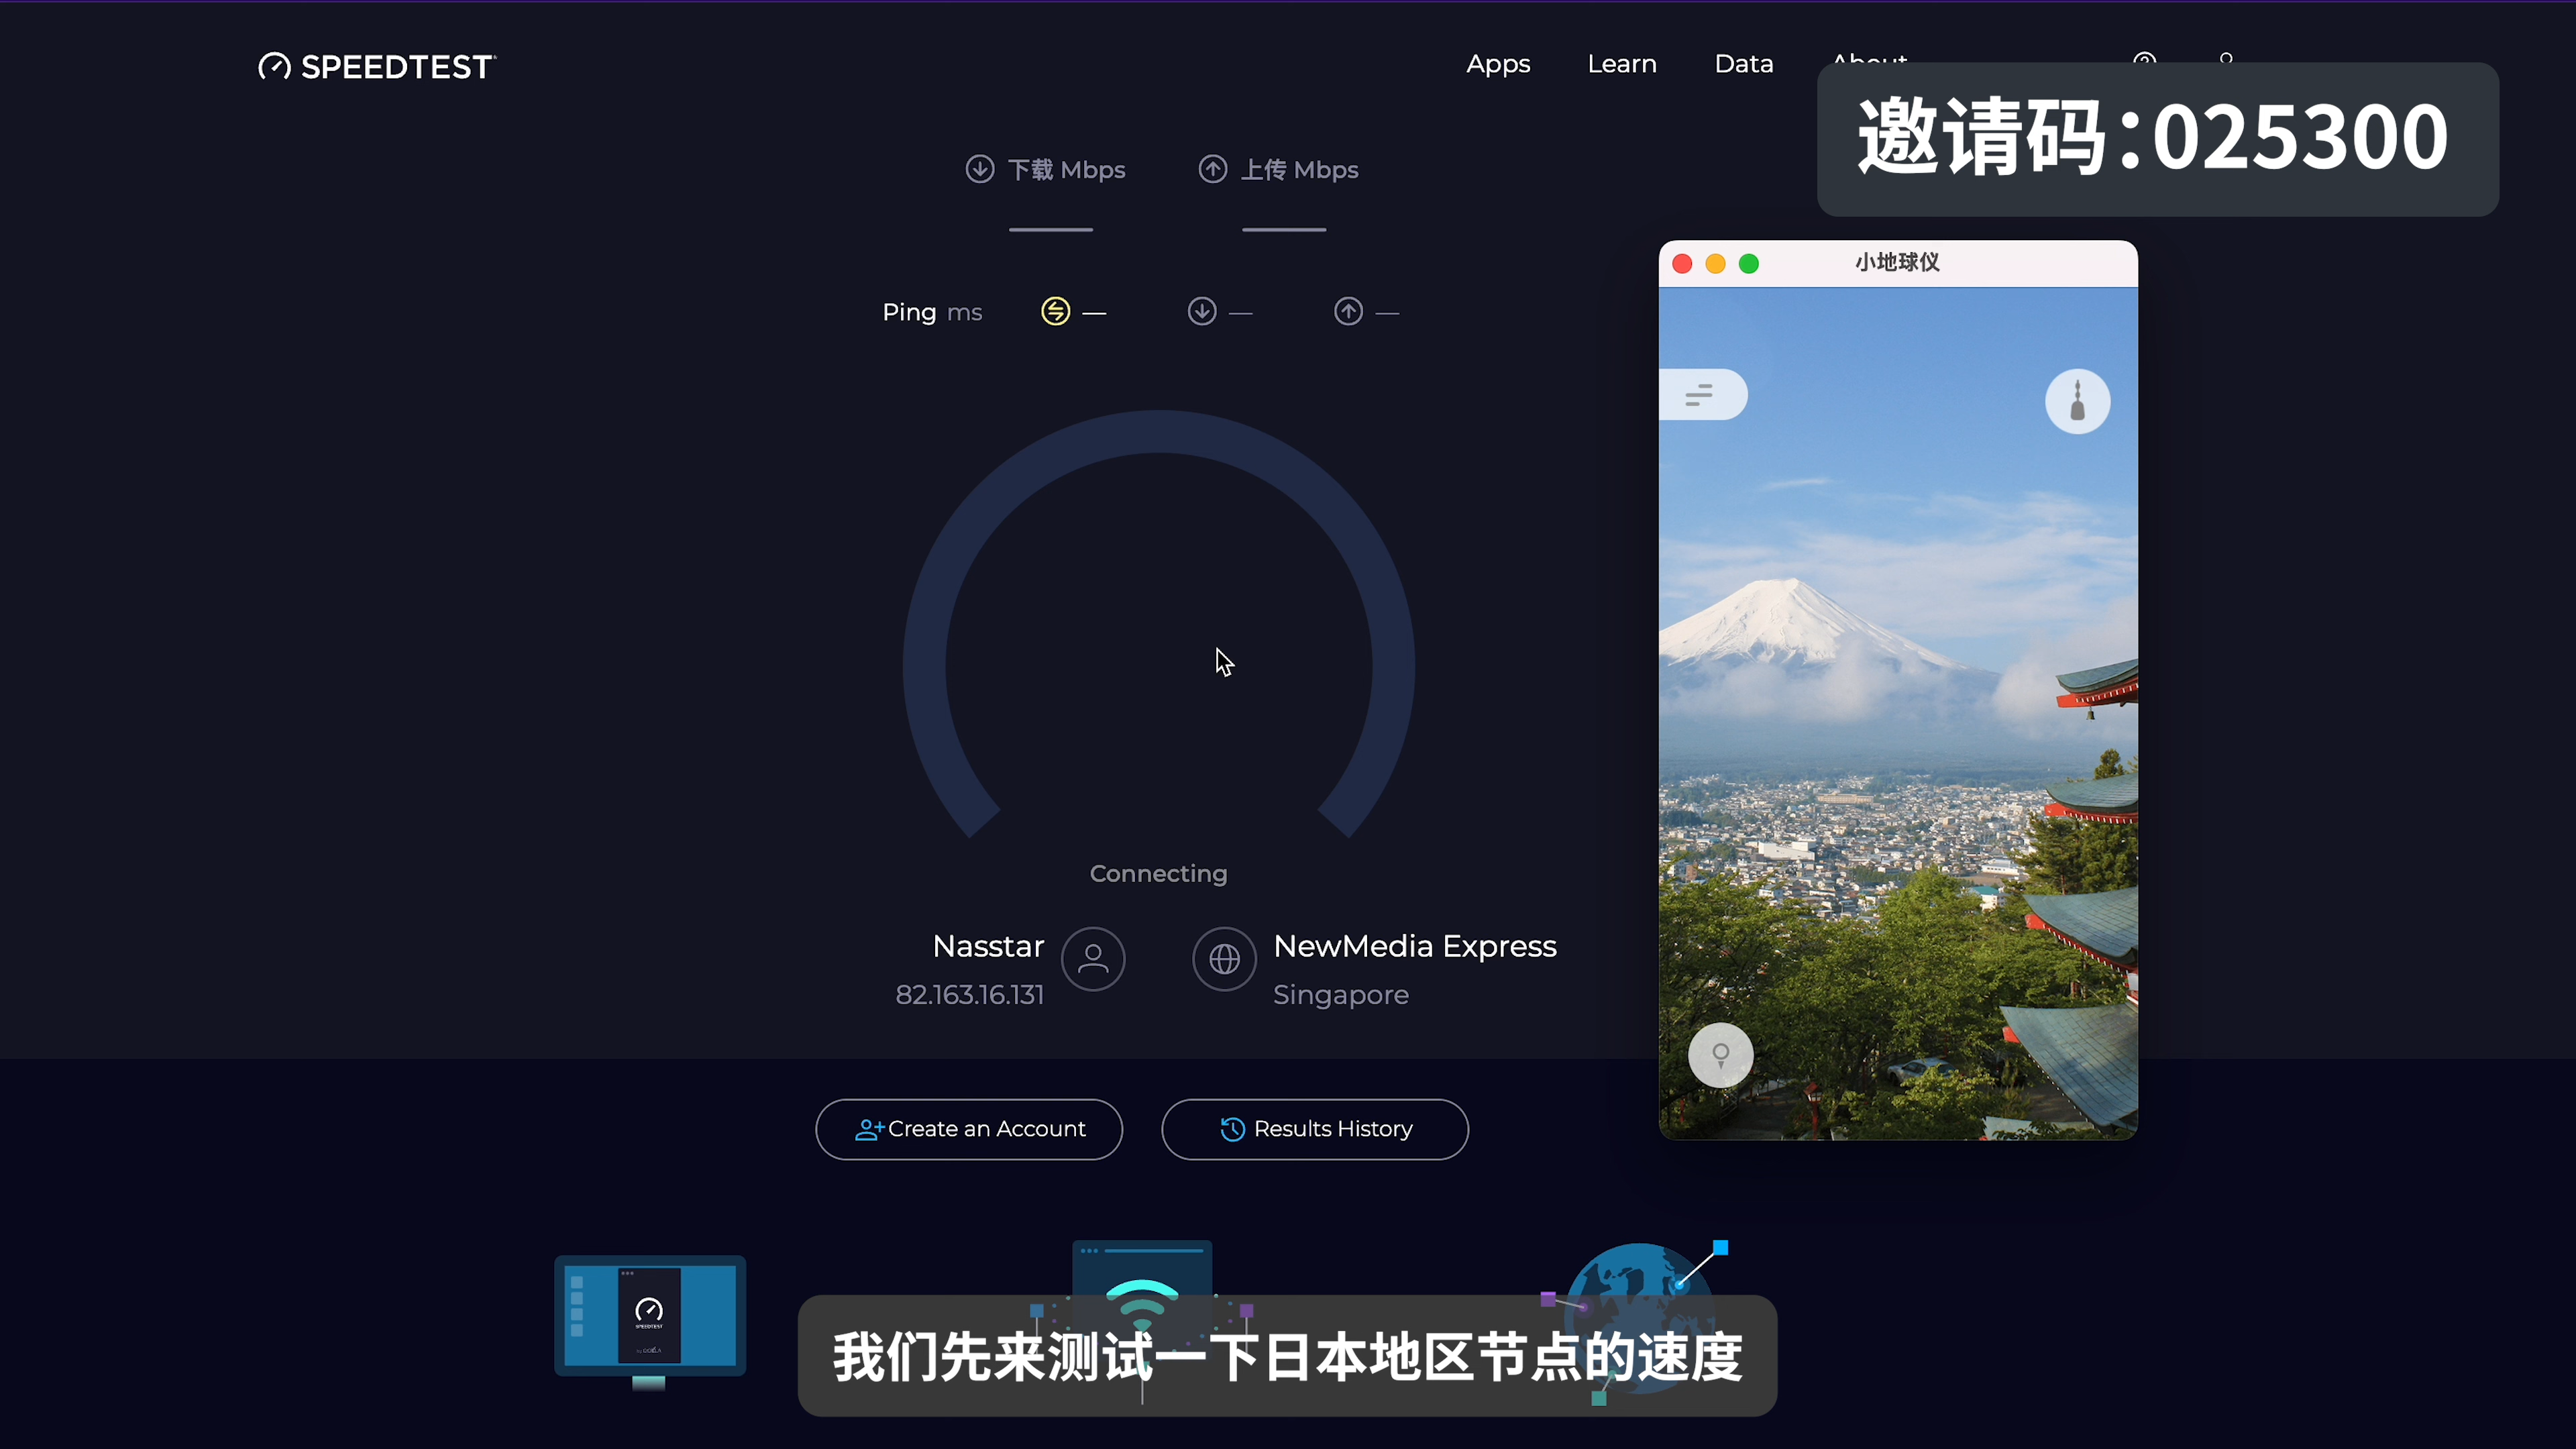 SPEEDTEST
Apps
Learn
Data
About
邀请码：025300
下载 Mbps
上传 Mbps
Ping ms
小地球仪
Connecting
Nasstar
82.163.16.131
NewMedia Express
Singapore
Create an Account
Results History
SPEEDTEST
我们先来测试一下日本地区节点的速度